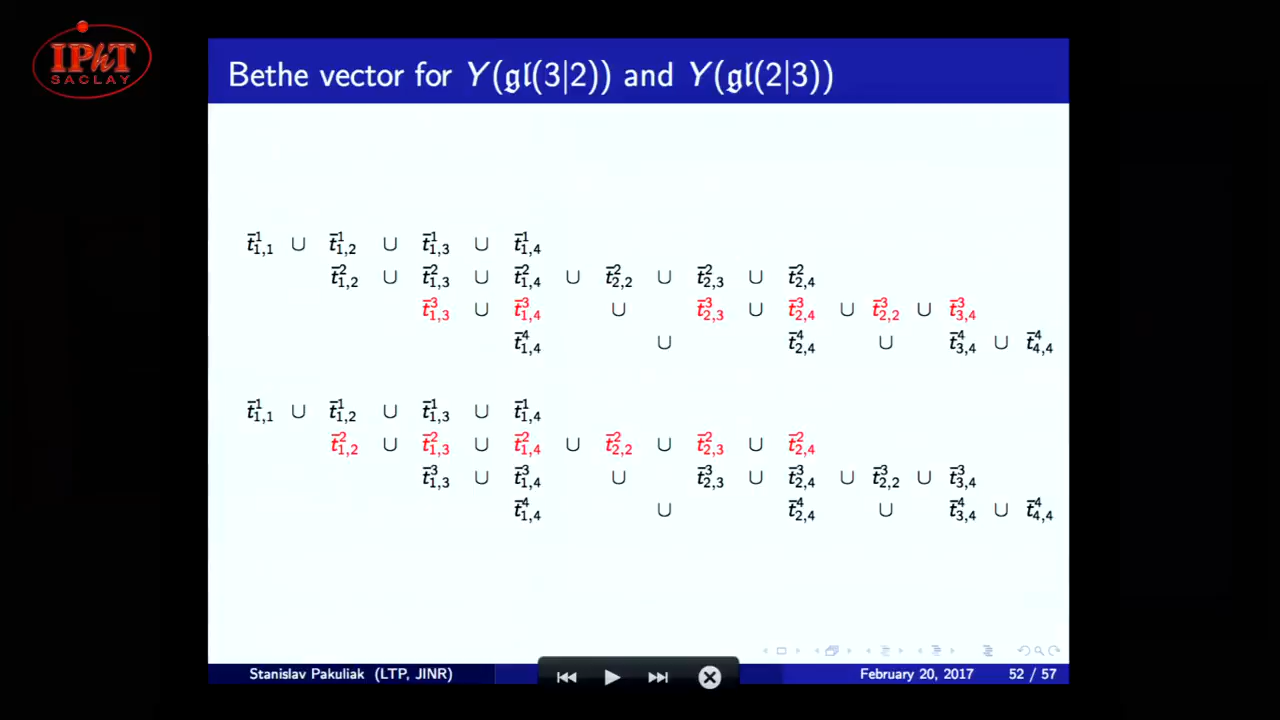 IPhT
SACLAY
Bethe vector for Y(𝔤𝔩(3|2)) and Y(𝔤𝔩(2|3))
t̄¹₁,₁ ∪ t̄¹₁,₂ ∪ t̄¹₁,₃ ∪ t̄¹₁,₄
t̄²₁,₂ ∪ t̄²₁,₃ ∪ t̄²₁,₄ ∪ t̄²₂,₂ ∪ t̄²₂,₃ ∪ t̄²₂,₄
t̄³₁,₃ ∪ t̄³₁,₄ ∪ t̄³₂,₃ ∪ t̄³₂,₄ ∪ t̄³₂,₂ ∪ t̄³₃,₄
t̄⁴₁,₄ ∪ t̄⁴₂,₄ ∪ t̄⁴₃,₄ ∪ t̄⁴₄,₄
t̄¹₁,₁ ∪ t̄¹₁,₂ ∪ t̄¹₁,₃ ∪ t̄¹₁,₄
t̄²₁,₂ ∪ t̄²₁,₃ ∪ t̄²₁,₄ ∪ t̄²₂,₂ ∪ t̄²₂,₃ ∪ t̄²₂,₄
t̄³₁,₃ ∪ t̄³₁,₄ ∪ t̄³₂,₃ ∪ t̄³₂,₄ ∪ t̄³₂,₂ ∪ t̄³₃,₄
t̄⁴₁,₄ ∪ t̄⁴₂,₄ ∪ t̄⁴₃,₄ ∪ t̄⁴₄,₄
Stanislav Pakuliak (LTP, JINR) February 20, 2017 52 / 57